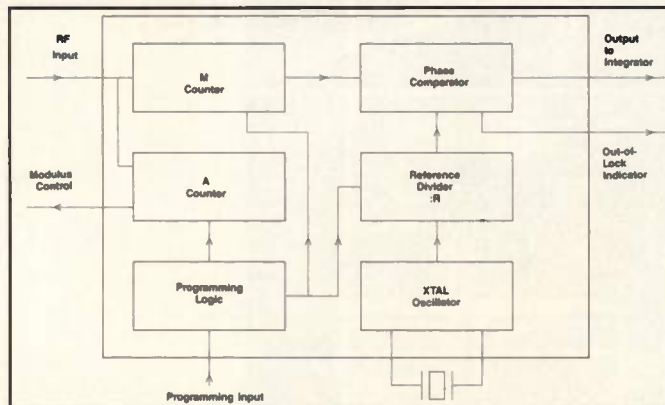 RF
Input
M
Counter
Phase
Comparator
Output
to
Integrator
Modulus
Control
A
Counter
Reference
Divider
:R
Out-of-
Lock
Indicator
Programming
Logic
XTAL
Oscillator
Programming Input